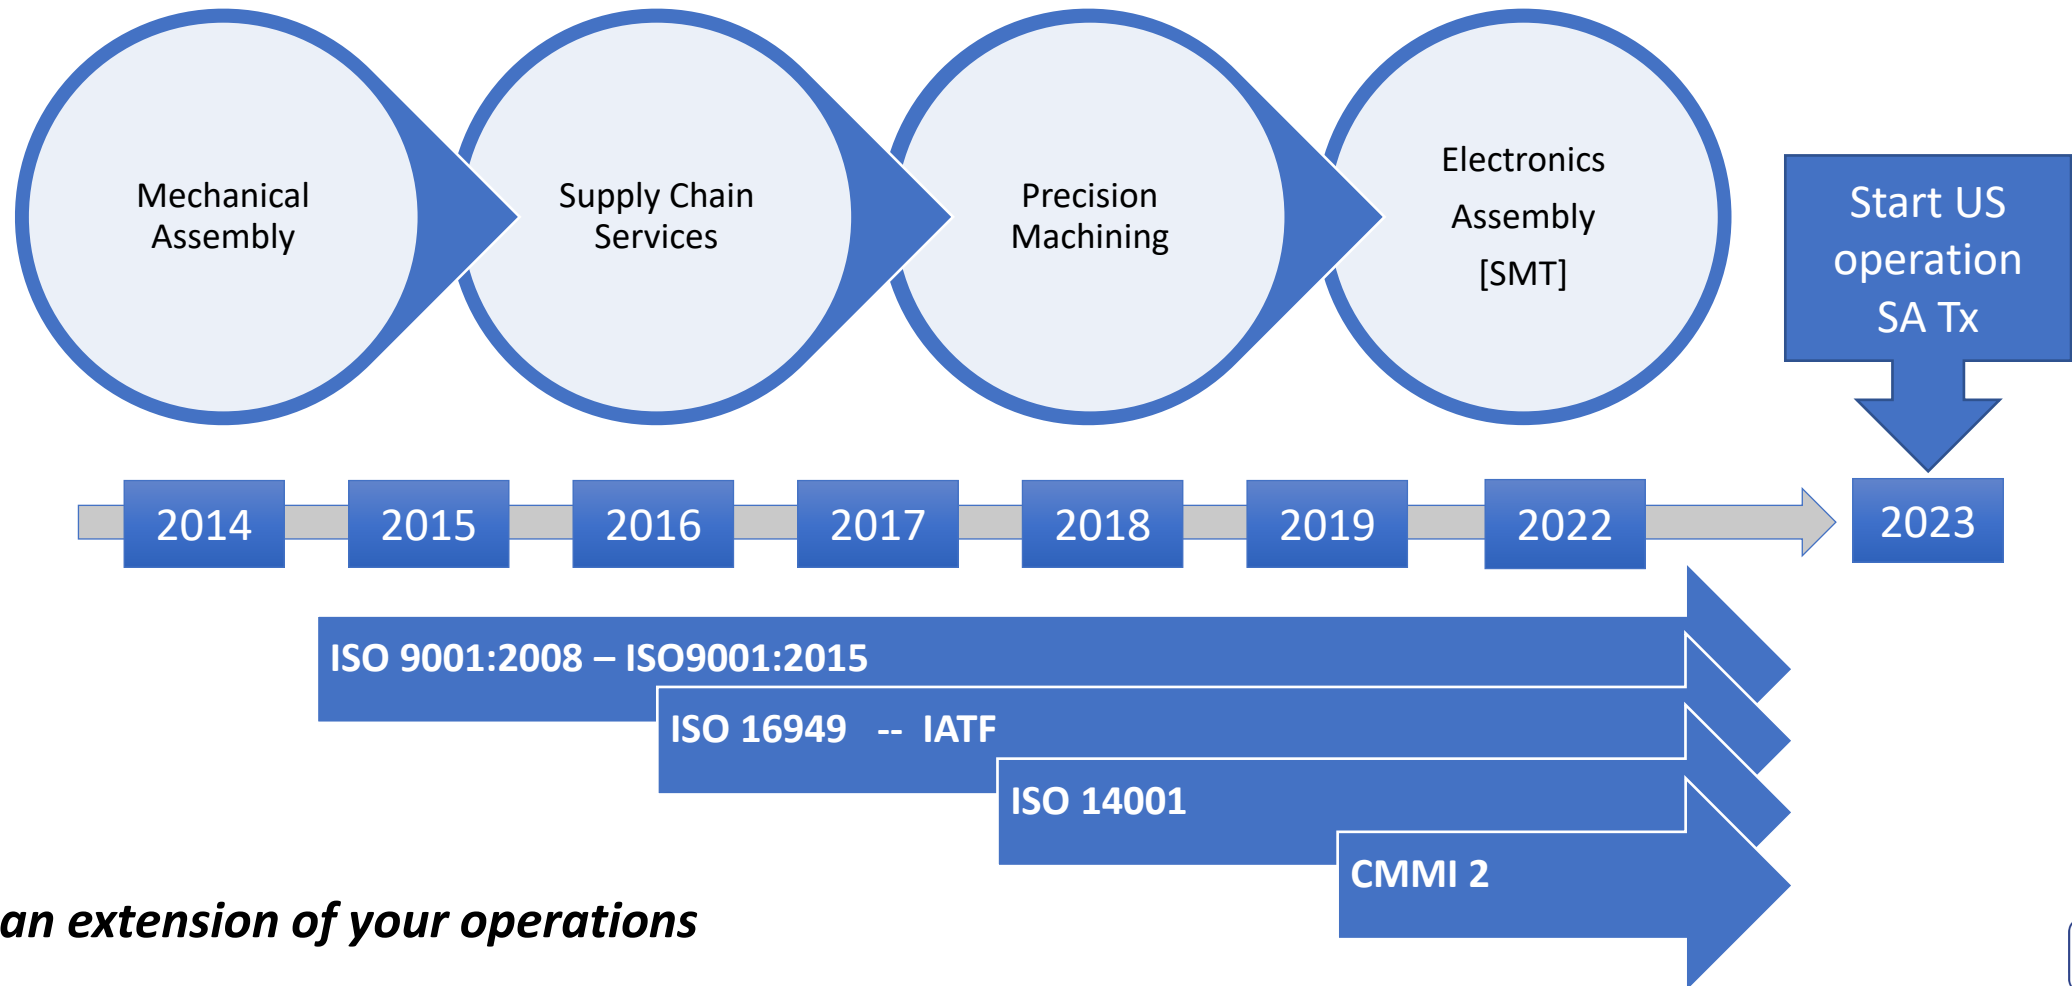 Mechanical
Assembly
Supply Chain
Services
Precision
Machining
Electronics
Assembly
[SMT]
Start US
operation
SA Tx
2014
2015
2016
2017
2018
2019
2022
2023
ISO 9001:2008 – ISO9001:2015
ISO 16949   --  IATF
ISO 14001
CMMI 2
an extension of your operations